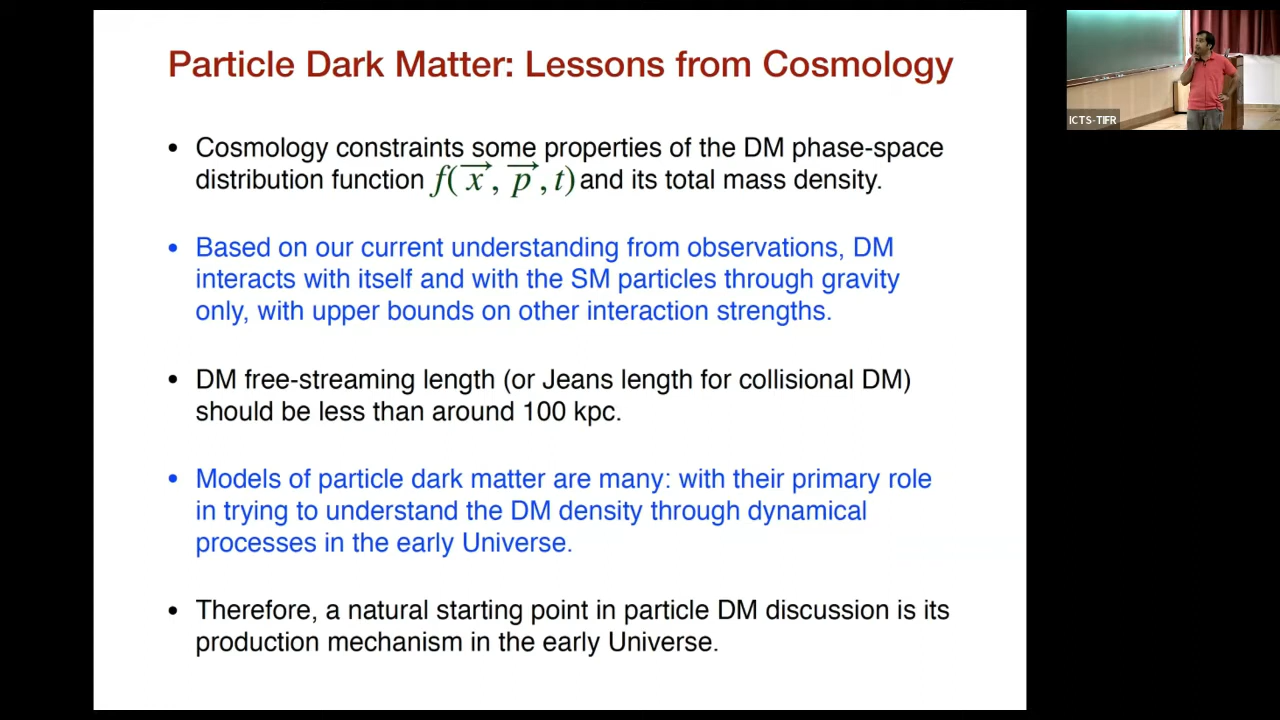 Particle Dark Matter: Lessons from Cosmology
• Cosmology constraints some properties of the DM phase-space
distribution function f(x⃗, p⃗, t) and its total mass density.
• Based on our current understanding from observations, DM
interacts with itself and with the SM particles through gravity
only, with upper bounds on other interaction strengths.
• DM free-streaming length (or Jeans length for collisional DM)
should be less than around 100 kpc.
• Models of particle dark matter are many: with their primary role
in trying to understand the DM density through dynamical
processes in the early Universe.
• Therefore, a natural starting point in particle DM discussion is its
production mechanism in the early Universe.
ICTS-TIFR